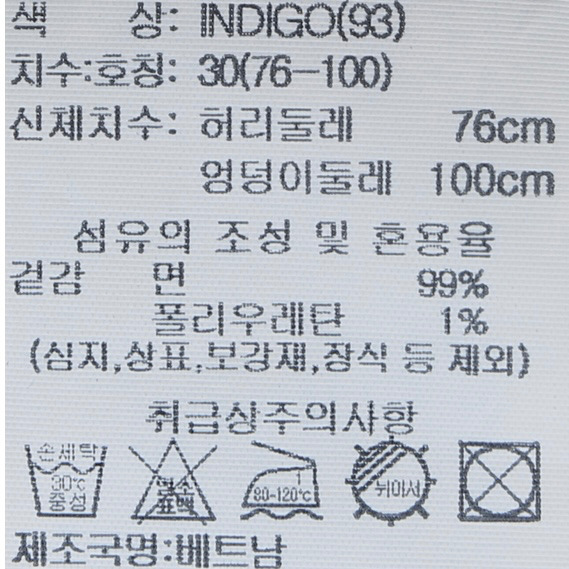 색 상: INDIGO(93)
치수:호칭: 30(76-100)
신체치수: 허리둘레 76cm
엉덩이둘레 100cm
섬유의 조성 및 혼용율
겉감 면 99%
폴리우레탄 1%
(심지,상표,보강재,장식 등 제외)
취급상주의사항
손세탁
30℃
중성
염소
표백
80-120℃
뉘어서
제조국명:베트남